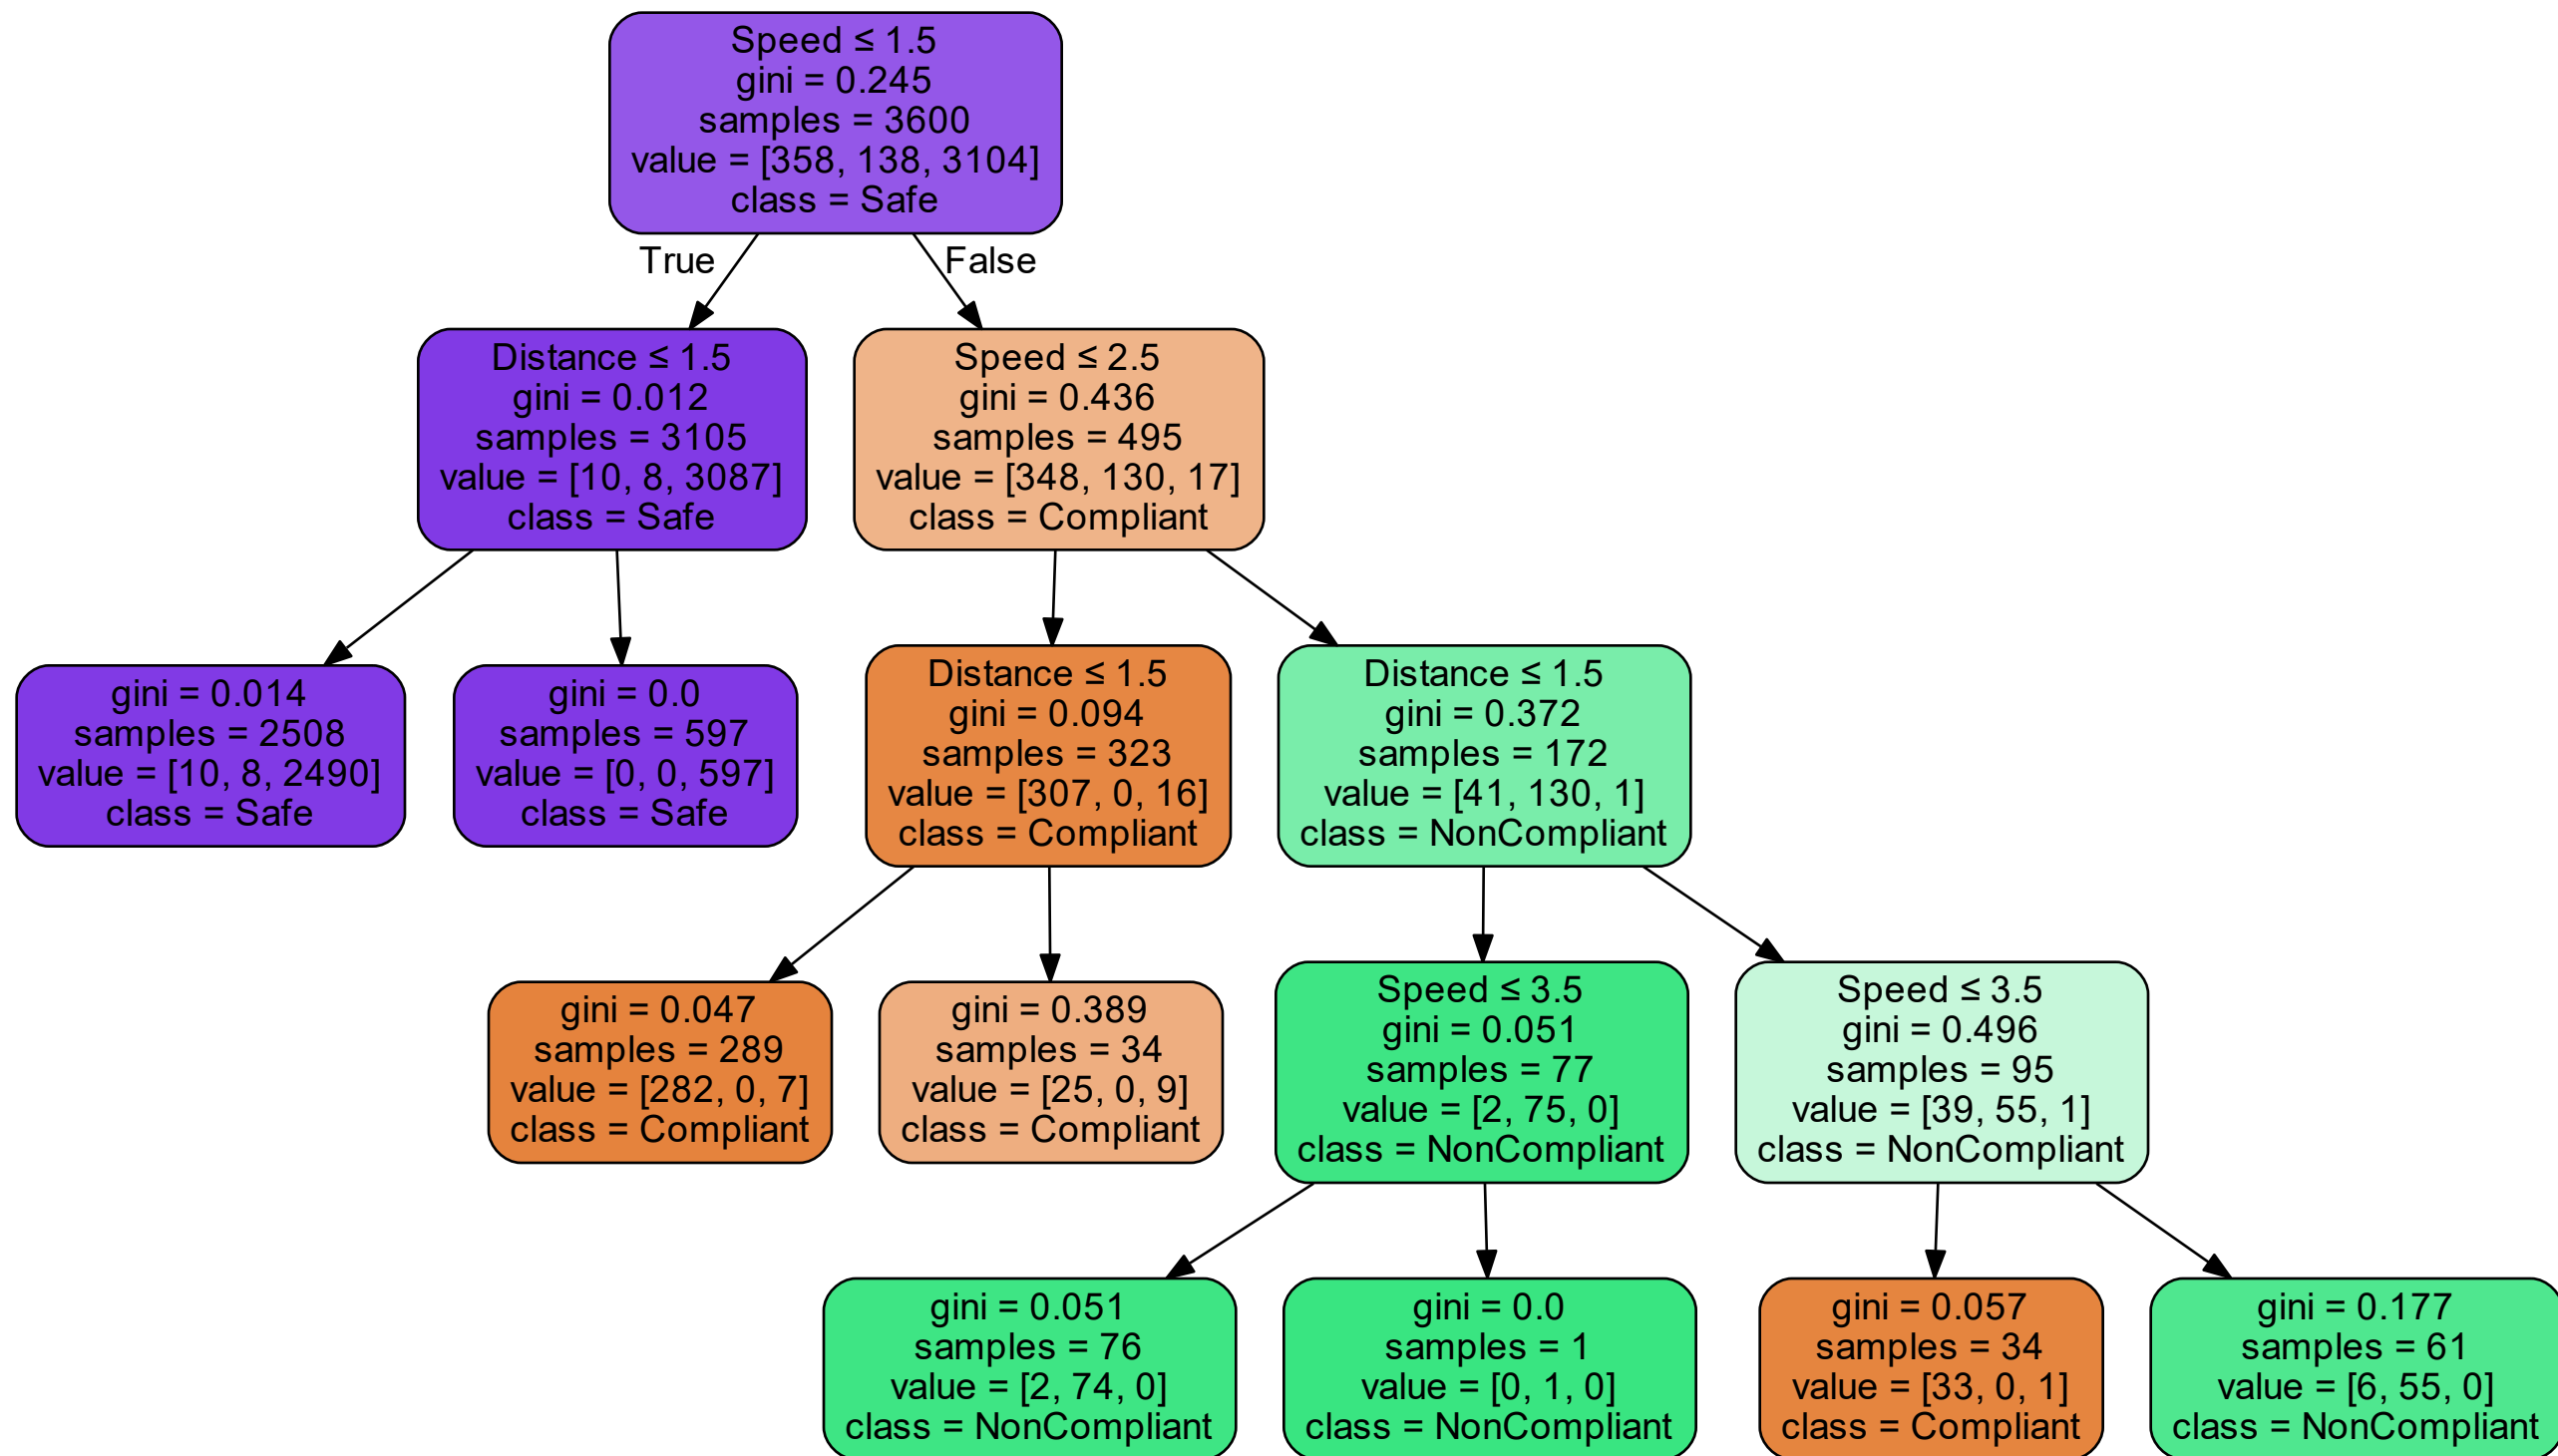 Speed ≤ 1.5
gini = 0.245
samples = 3600
value = [358, 138, 3104]
class = Safe
True
False
Distance ≤ 1.5
gini = 0.012
samples = 3105
value = [10, 8, 3087]
class = Safe
Speed ≤ 2.5
gini = 0.436
samples = 495
value = [348, 130, 17]
class = Compliant
gini = 0.014
samples = 2508
value = [10, 8, 2490]
class = Safe
gini = 0.0
samples = 597
value = [0, 0, 597]
class = Safe
Distance ≤ 1.5
gini = 0.094
samples = 323
value = [307, 0, 16]
class = Compliant
Distance ≤ 1.5
gini = 0.372
samples = 172
value = [41, 130, 1]
class = NonCompliant
gini = 0.047
samples = 289
value = [282, 0, 7]
class = Compliant
gini = 0.389
samples = 34
value = [25, 0, 9]
class = Compliant
Speed ≤ 3.5
gini = 0.051
samples = 77
value = [2, 75, 0]
class = NonCompliant
Speed ≤ 3.5
gini = 0.496
samples = 95
value = [39, 55, 1]
class = NonCompliant
gini = 0.051
samples = 76
value = [2, 74, 0]
class = NonCompliant
gini = 0.0
samples = 1
value = [0, 1, 0]
class = NonCompliant
gini = 0.057
samples = 34
value = [33, 0, 1]
class = Compliant
gini = 0.177
samples = 61
value = [6, 55, 0]
class = NonCompliant